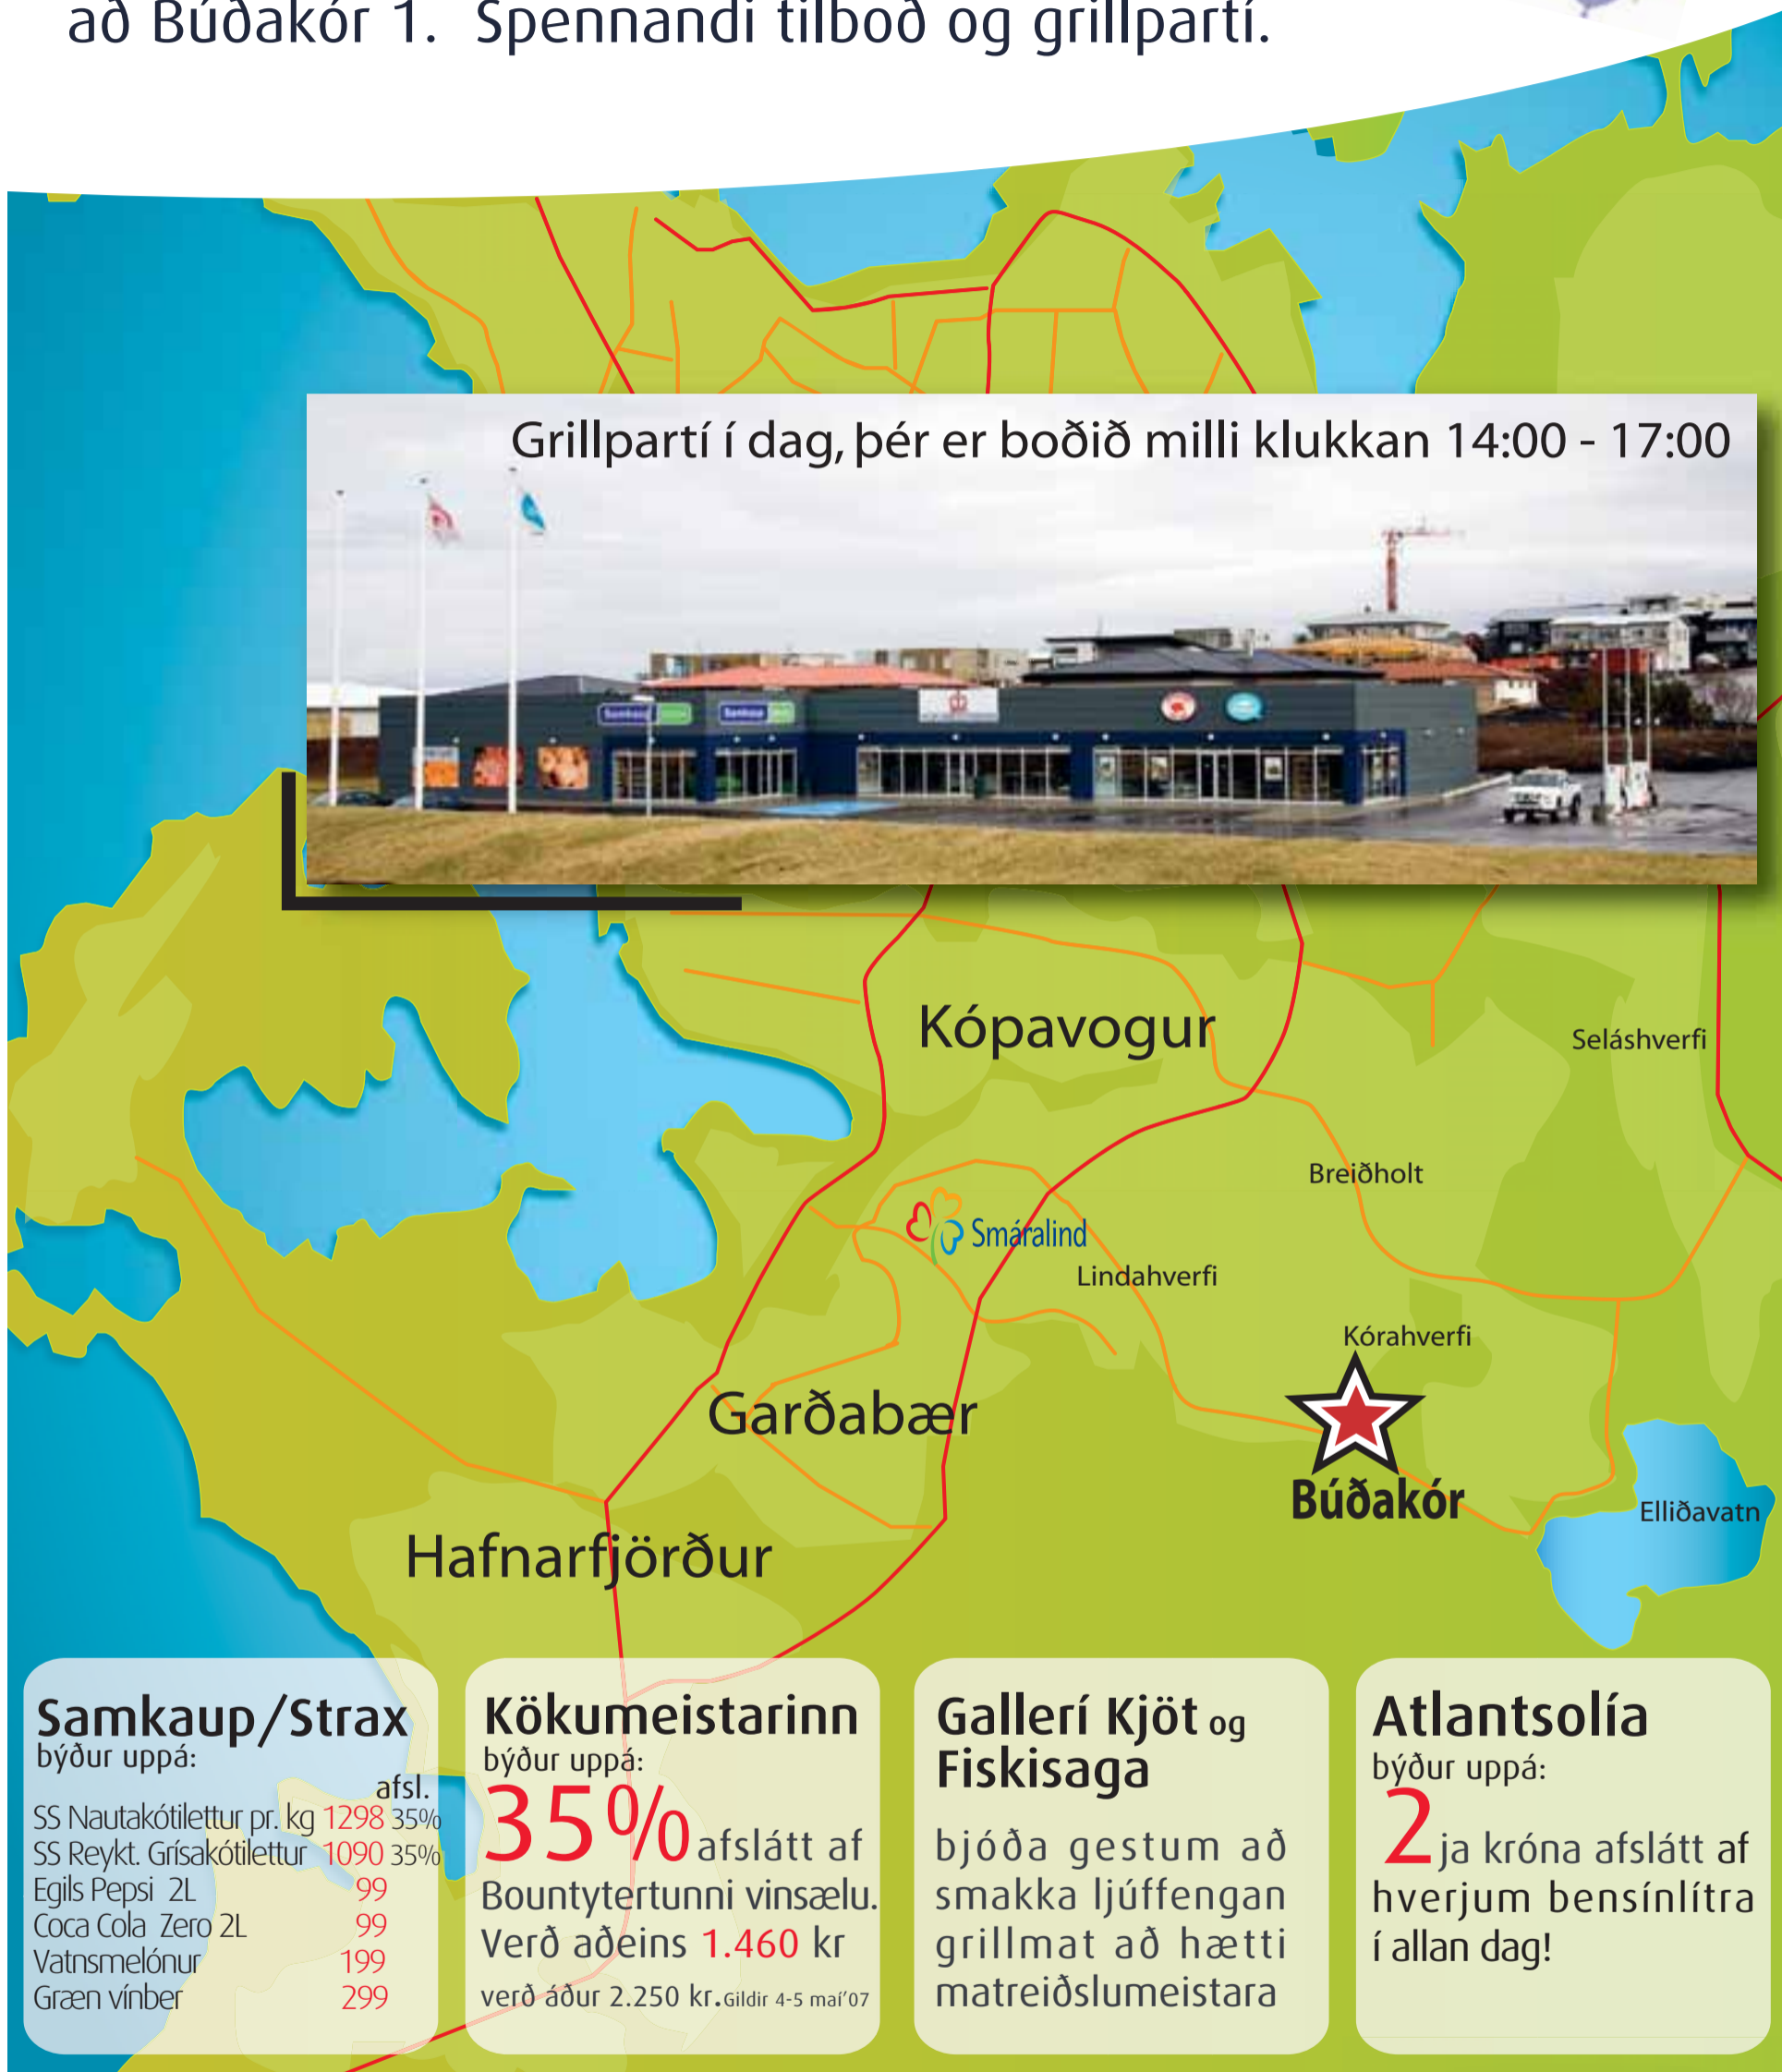 að Búðakór 1. Spennandi tilboð og grillpartí.
Grillpartí í dag, þér er boðið milli klukkan 14:00 - 17:00
Samkaup
Samkaup
Kópavogur
Seláshverfi
Breiðholt
Smáralind
Lindahverfi
Kórahverfi
Garðabær
Búðakór
Elliðavatn
Hafnarfjörður
Samkaup/Strax
býður uppá:
afsl.
SS Nautakótilettur pr. kg 1298 35%
SS Reykt. Grísakótilettur 1090 35%
Egils Pepsi 2L 99
Coca Cola Zero 2L 99
Vatnsmelónur 199
Græn vínber 299
Kökumeistarinn
býður uppá:
35% afslátt af
Bountytertunni vinsælu.
Verð aðeins 1.460 kr
verð áður 2.250 kr. Gildir 4-5 maí'07
Gallerí Kjöt og
Fiskisaga
bjóða gestum að
smakka ljúffengan
grillmat að hætti
matreiðslumeistara
Atlantsolía
býður uppá:
2ja króna afslátt af
hverjum bensínlítra
í allan dag!